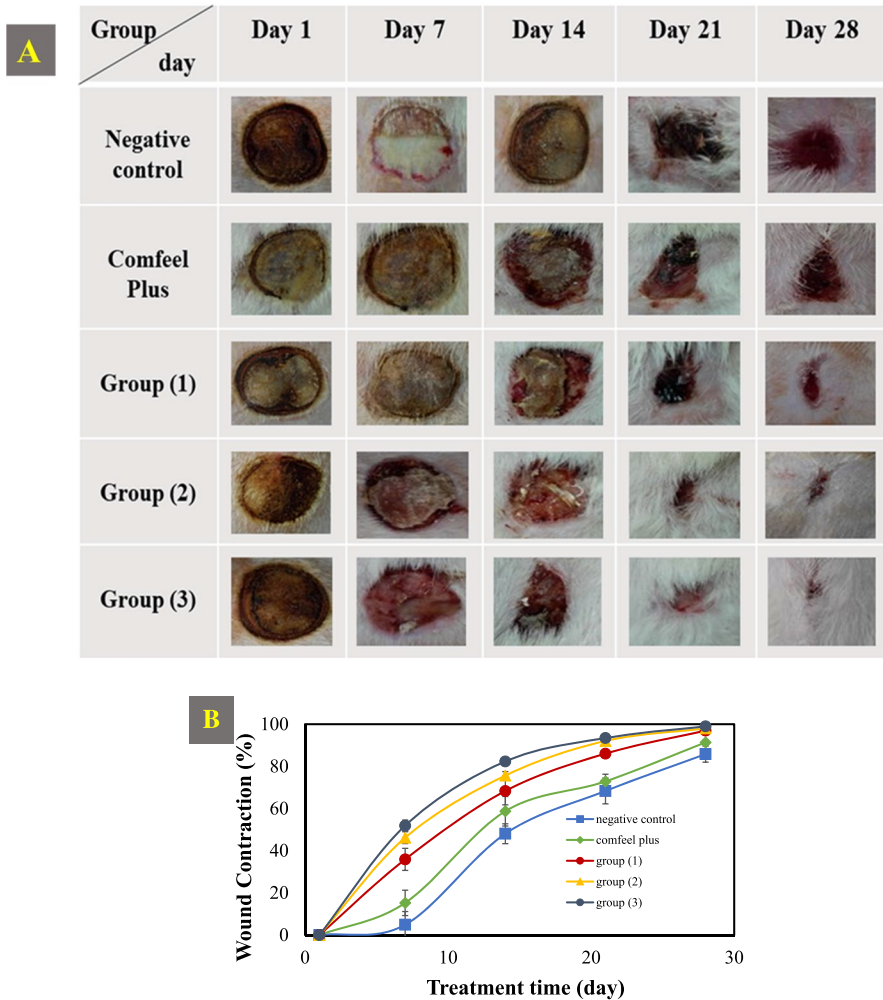 A
Group
day
Day 1
Day 7
Day 14
Day 21
Day 28
Negative
control
Comfeel
Plus
Group (1)
Group (2)
Group (3)
B
Wound Contraction (%)
100
80
60
40
20
0
0
10
20
30
negative control
comfeel plus
group (1)
group (2)
group (3)
Treatment time (day)